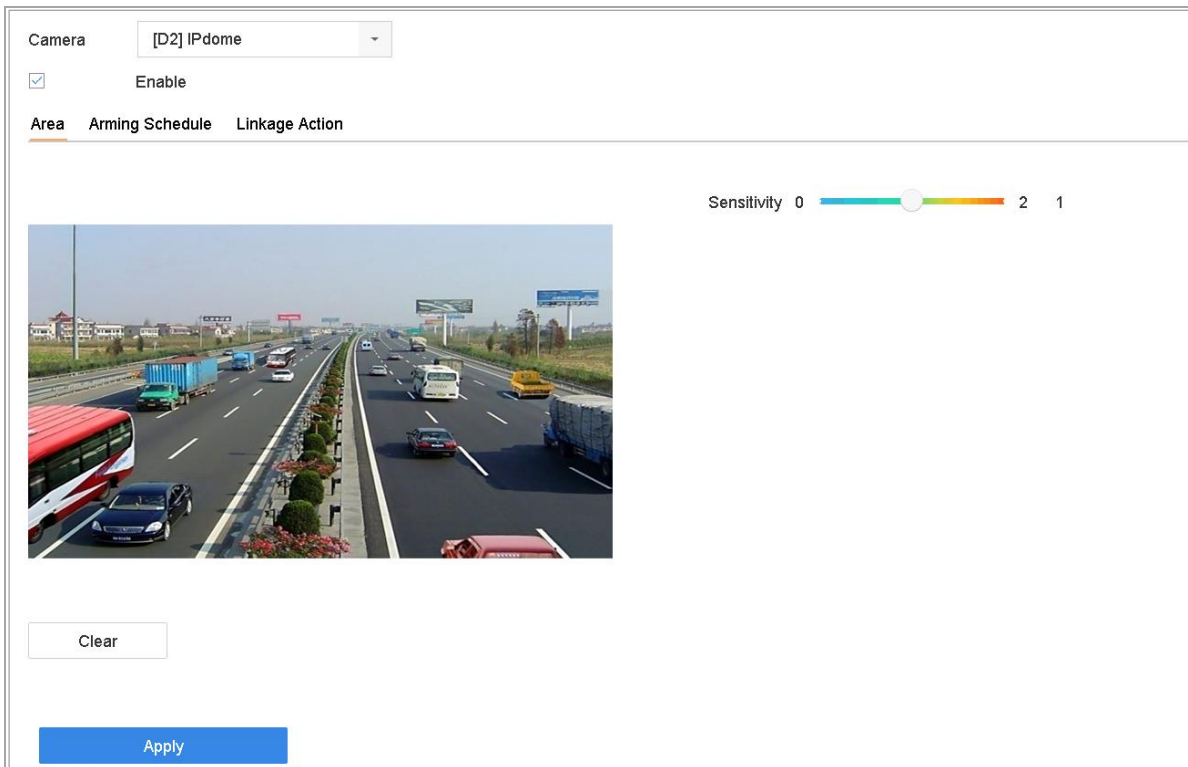 Camera [D2] IPdome
Enable
Area Arming Schedule Linkage Action
Sensitivity 0 2 1
Clear
Apply